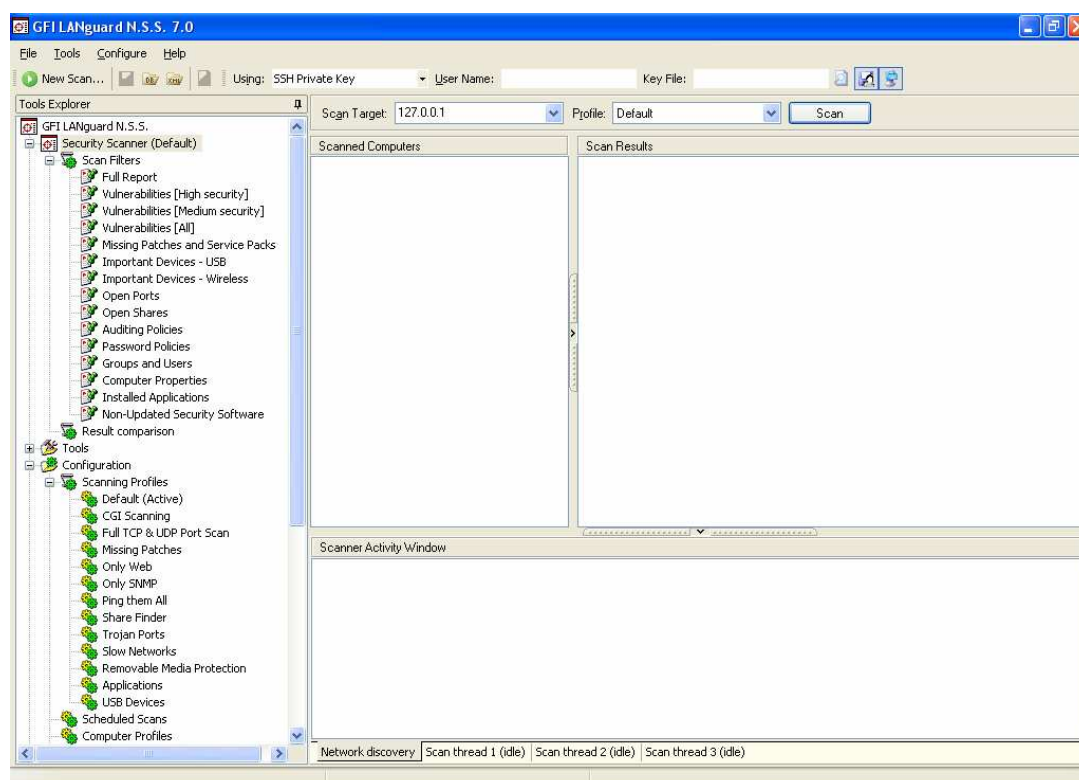 GFI LANguard N.S.S. 7.0
File Tools Configure Help
New Scan... Using: SSH Private Key User Name: Key File:
Tools Explorer
Scan Target: 127.0.0.1 Profile: Default Scan
GFI LANguard N.S.S.
Security Scanner (Default)
Scan Filters
Full Report
Vulnerabilities [High security]
Vulnerabilities [Medium security]
Vulnerabilities [All]
Missing Patches and Service Packs
Important Devices - USB
Important Devices - Wireless
Open Ports
Open Shares
Auditing Policies
Password Policies
Groups and Users
Computer Properties
Installed Applications
Non-Updated Security Software
Result comparison
Tools
Configuration
Scanning Profiles
Default (Active)
CGI Scanning
Full TCP & UDP Port Scan
Missing Patches
Only Web
Only SNMP
Ping them All
Share Finder
Trojan Ports
Slow Networks
Removable Media Protection
Applications
USB Devices
Scheduled Scans
Computer Profiles
Scanned Computers
Scan Results
Scanner Activity Window
Network discovery Scan thread 1 (idle) Scan thread 2 (idle) Scan thread 3 (idle)